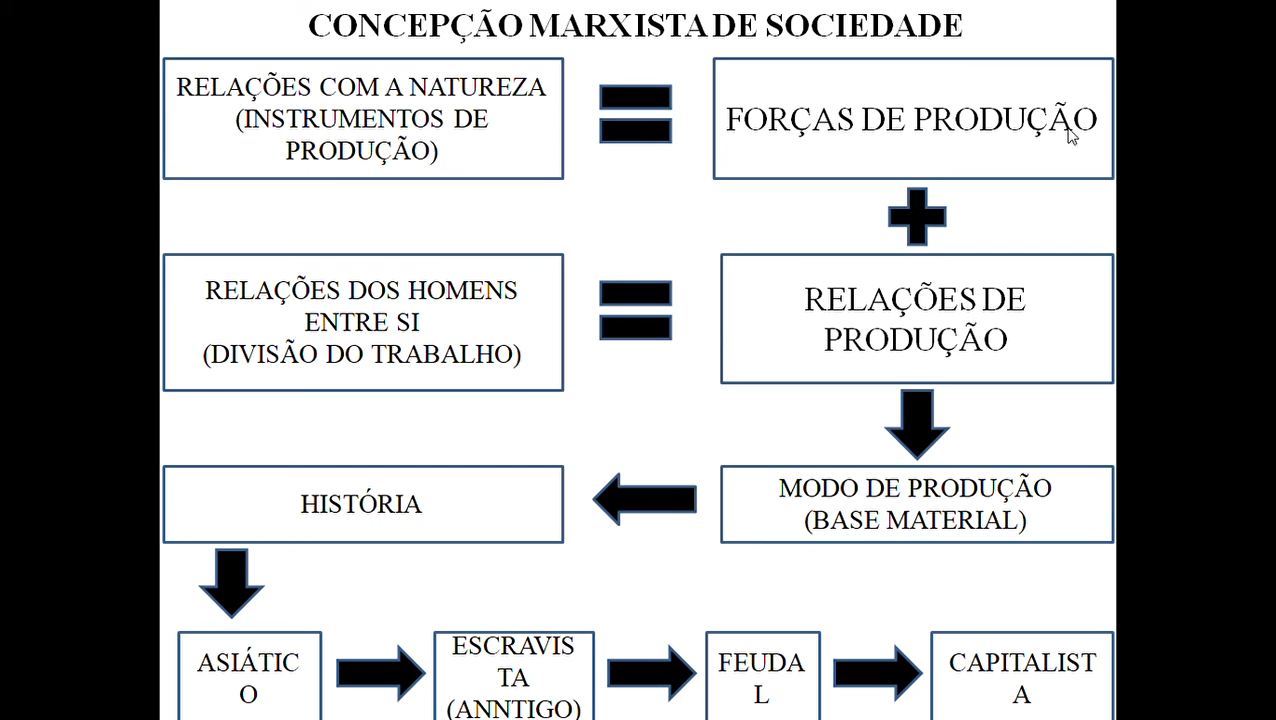 CONCEPÇÃO MARXISTA DE SOCIEDADE
RELAÇÕES COM A NATUREZA
(INSTRUMENTOS DE
PRODUÇÃO)
FORÇAS DE PRODUÇÃO
RELAÇÕES DOS HOMENS
ENTRE SI
(DIVISÃO DO TRABALHO)
RELAÇÕES DE
PRODUÇÃO
HISTÓRIA
MODO DE PRODUÇÃO
(BASE MATERIAL)
ASIÁTIC
O
ESCRAVIS
TA
(ANNTIGO)
FEUDA
L
CAPITALIST
A